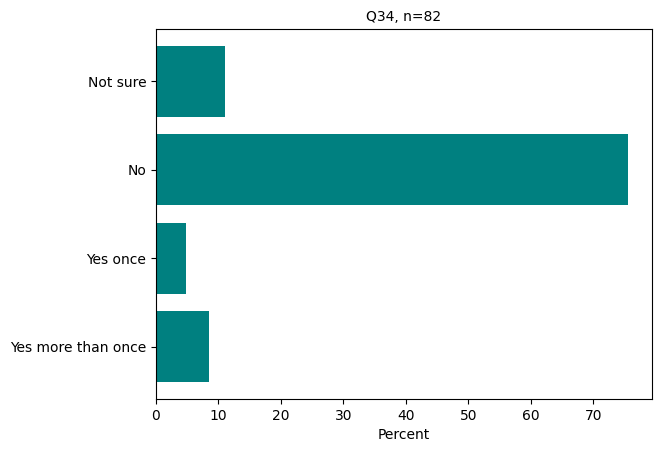 Q34, n=82
Not sure
No
Yes once
Yes more than once
0 10 20 30 40 50 60 70
Percent